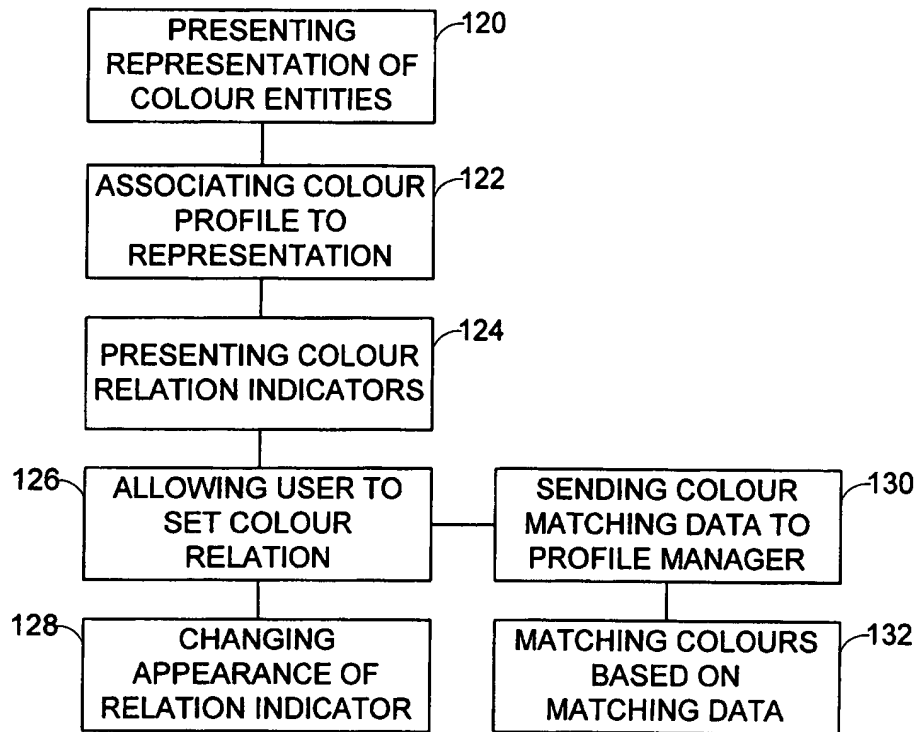 PRESENTING
REPRESENTATION OF
COLOUR ENTITIES
120
ASSOCIATING COLOUR
PROFILE TO
REPRESENTATION
122
PRESENTING COLOUR
RELATION INDICATORS
124
126
ALLOWING USER TO
SET COLOUR
RELATION
SENDING COLOUR
MATCHING DATA TO
PROFILE MANAGER
130
128
CHANGING
APPEARANCE OF
RELATION INDICATOR
MATCHING COLOURS
BASED ON
MATCHING DATA
132